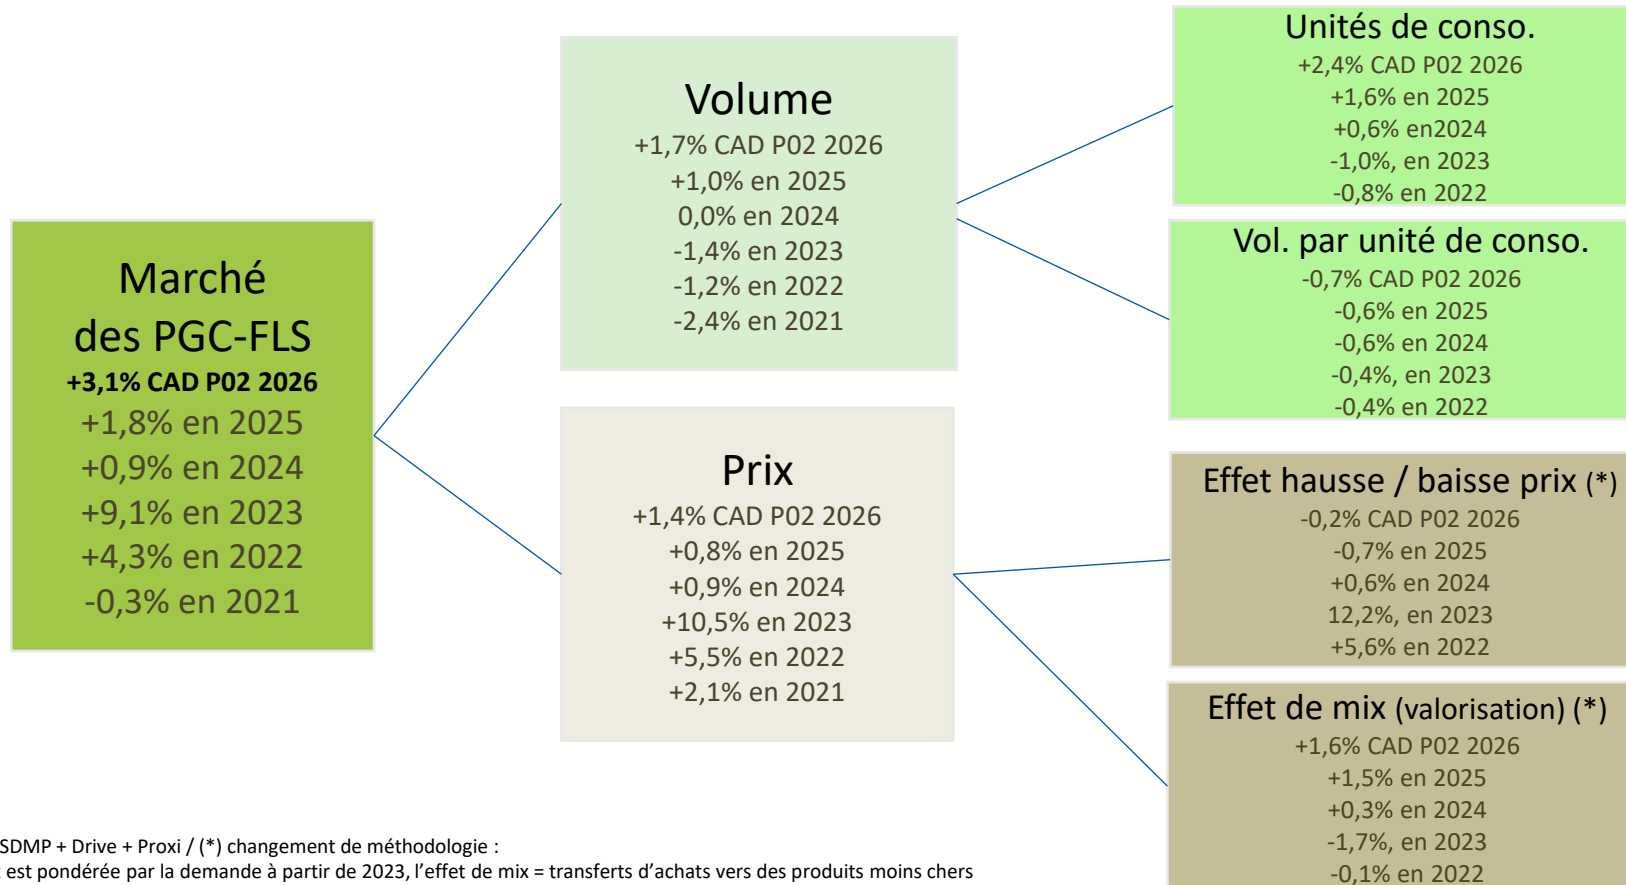 Marché
des PGC-FLS
+3,1% CAD P02 2026
+1,8% en 2025
+0,9% en 2024
+9,1% en 2023
+4,3% en 2022
-0,3% en 2021
Volume
+1,7% CAD P02 2026
+1,0% en 2025
0,0% en 2024
-1,4% en 2023
-1,2% en 2022
-2,4% en 2021
Prix
+1,4% CAD P02 2026
+0,8% en 2025
+0,9% en 2024
+10,5% en 2023
+5,5% en 2022
+2,1% en 2021
Unités de conso.
+2,4% CAD P02 2026
+1,6% en 2025
+0,6% en2024
-1,0%, en 2023
-0,8% en 2022
Vol. par unité de conso.
-0,7% CAD P02 2026
-0,6% en 2025
-0,6% en 2024
-0,4%, en 2023
-0,4% en 2022
Effet hausse / baisse prix (*)
-0,2% CAD P02 2026
-0,7% en 2025
+0,6% en 2024
12,2%, en 2023
+5,6% en 2022
Effet de mix (valorisation) (*)
+1,6% CAD P02 2026
+1,5% en 2025
+0,3% en 2024
-1,7%, en 2023
-0,1% en 2022
SDMP + Drive + Proxi / (*) changement de méthodologie :
est pondérée par la demande à partir de 2023, l’effet de mix = transferts d’achats vers des produits moins chers